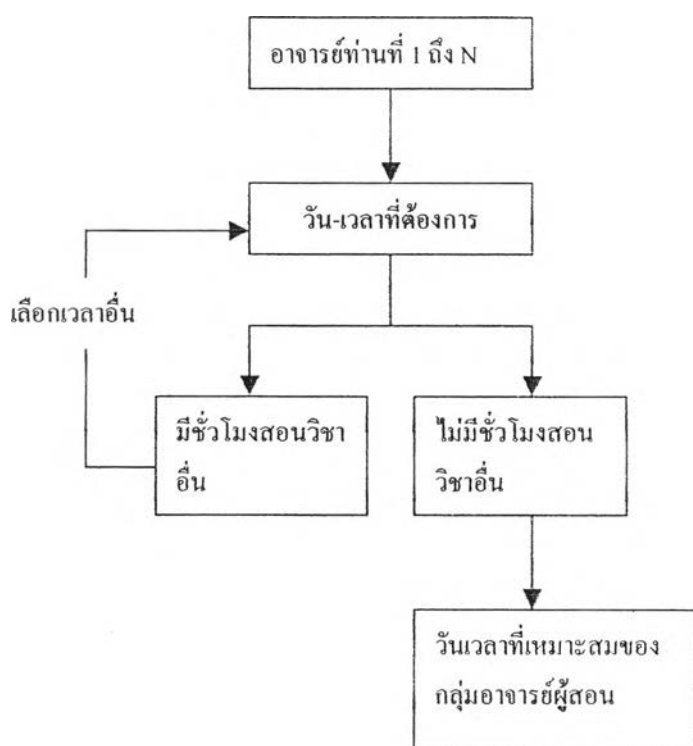 อาจารย์ท่านที่ 1 ถึง N
วัน-เวลาที่ต้องการ
เลือกเวลาอื่น
มีชั่วโมงสอนวิชา
อื่น
ไม่มีชั่วโมงสอน
วิชาอื่น
วันเวลาที่เหมาะสมของ
กลุ่มอาจารย์ผู้สอน